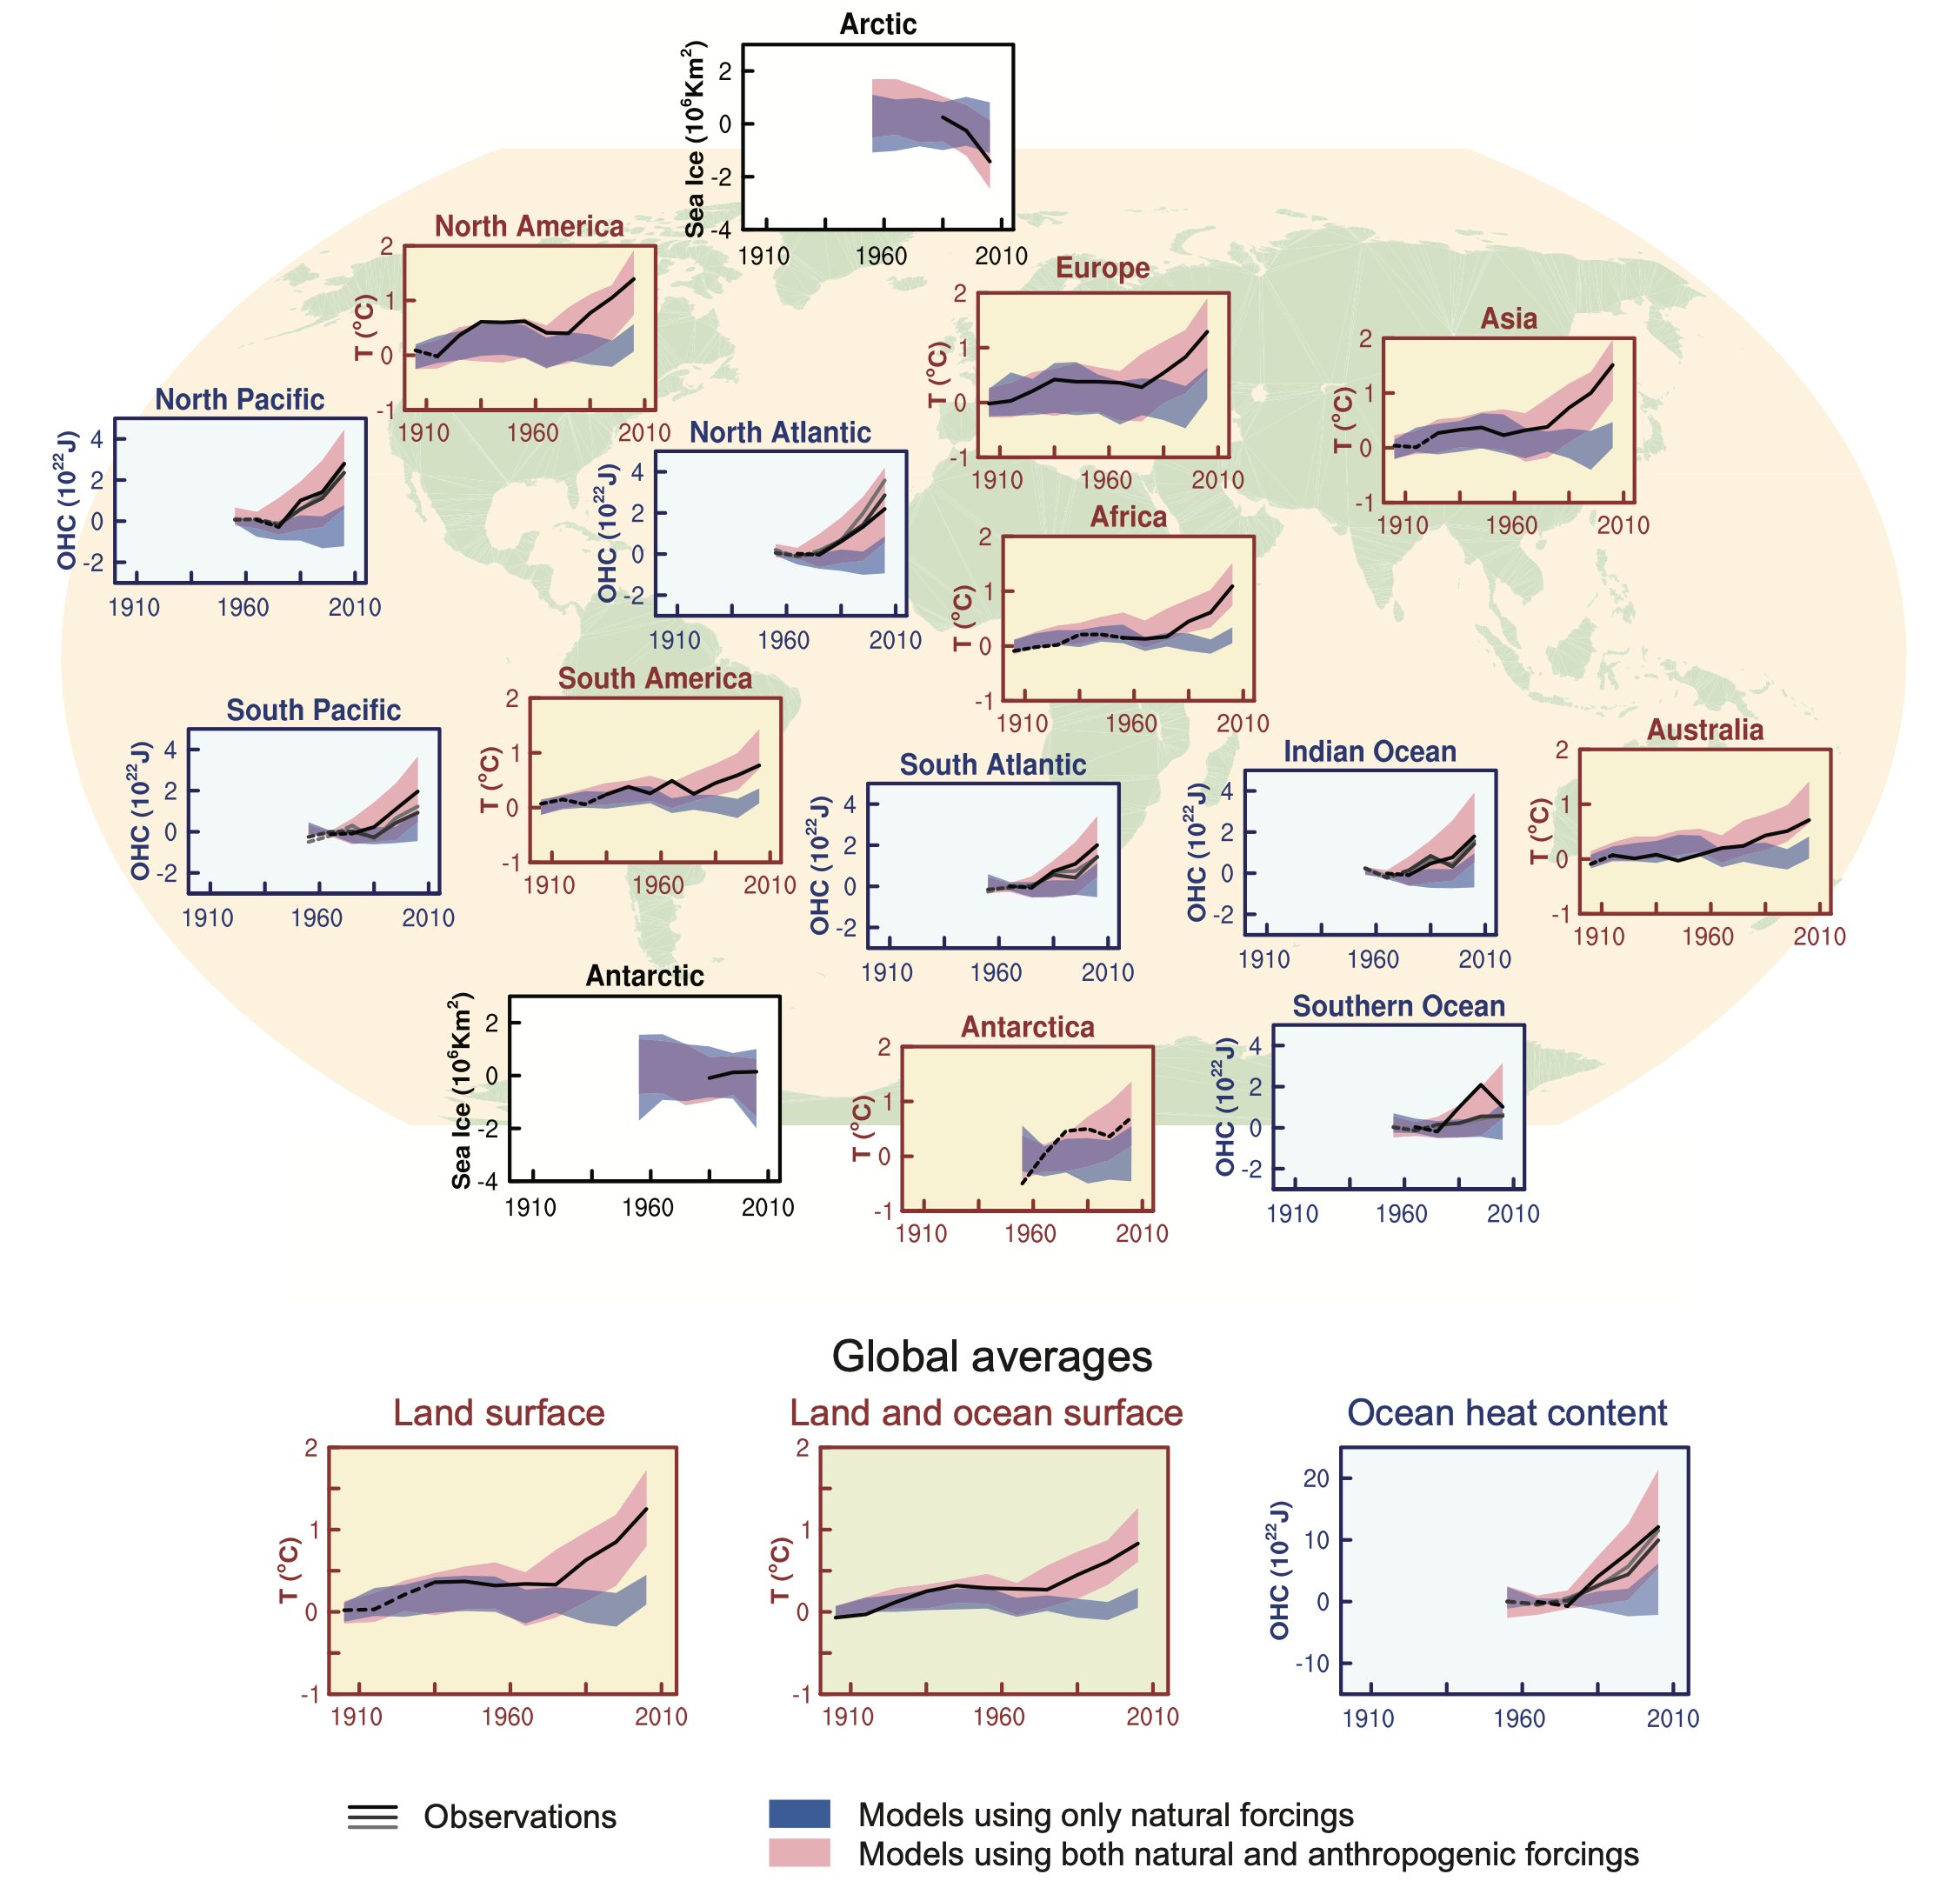 Arctic
Sea Ice (10⁶Km²)
2
0
-2
-4
1910 1960 2010
North America
T (°C)
2
1
0
-1
1910 1960 2010
Europe
T (°C)
2
1
0
-1
1910 1960 2010
Asia
T (°C)
2
1
0
-1
1910 1960 2010
North Pacific
OHC (10²²J)
4
2
0
-2
1910 1960 2010
North Atlantic
OHC (10²²J)
4
2
0
-2
1910 1960 2010
Africa
T (°C)
2
1
0
-1
1910 1960 2010
South America
T (°C)
2
1
0
-1
1910 1960 2010
South Pacific
OHC (10²²J)
4
2
0
-2
1910 1960 2010
South Atlantic
OHC (10²²J)
4
2
0
-2
1910 1960 2010
Indian Ocean
OHC (10²²J)
4
2
0
-2
1910 1960 2010
Australia
T (°C)
2
1
0
-1
1910 1960 2010
Antarctic
Sea Ice (10⁶Km²)
2
0
-2
-4
1910 1960 2010
Antarctica
T (°C)
2
1
0
-1
1910 1960 2010
Southern Ocean
OHC (10²²J)
4
2
0
-2
1910 1960 2010
Global averages
Land surface
T (°C)
2
1
0
-1
1910 1960 2010
Land and ocean surface
T (°C)
2
1
0
-1
1910 1960 2010
Ocean heat content
OHC (10²²J)
20
10
0
-10
1910 1960 2010
Observations
Models using only natural forcings
Models using both natural and anthropogenic forcings